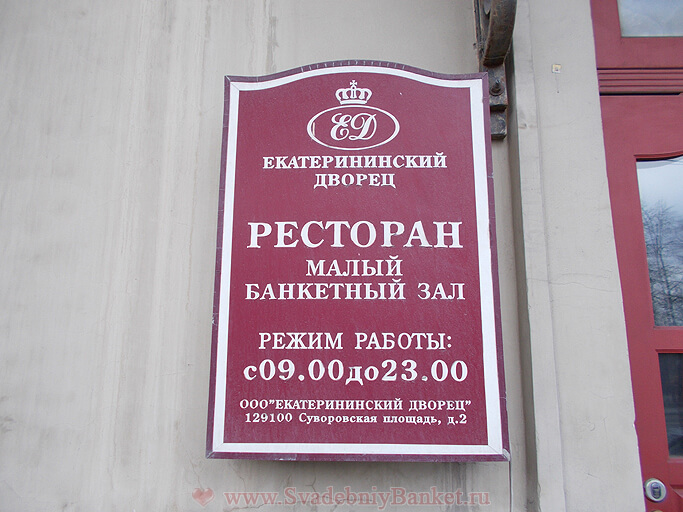 ED
ЕКАТЕРИНИНСКИЙ
ДВОРЕЦ
РЕСТОРАН
МАЛЫЙ
БАНКЕТНЫЙ ЗАЛ
РЕЖИМ РАБОТЫ:
с09.00до23.00
ООО"ЕКАТЕРИНИНСКИЙ ДВОРЕЦ"
129100 Суворовская площадь, д.2
www.SvadebniyBanket.ru